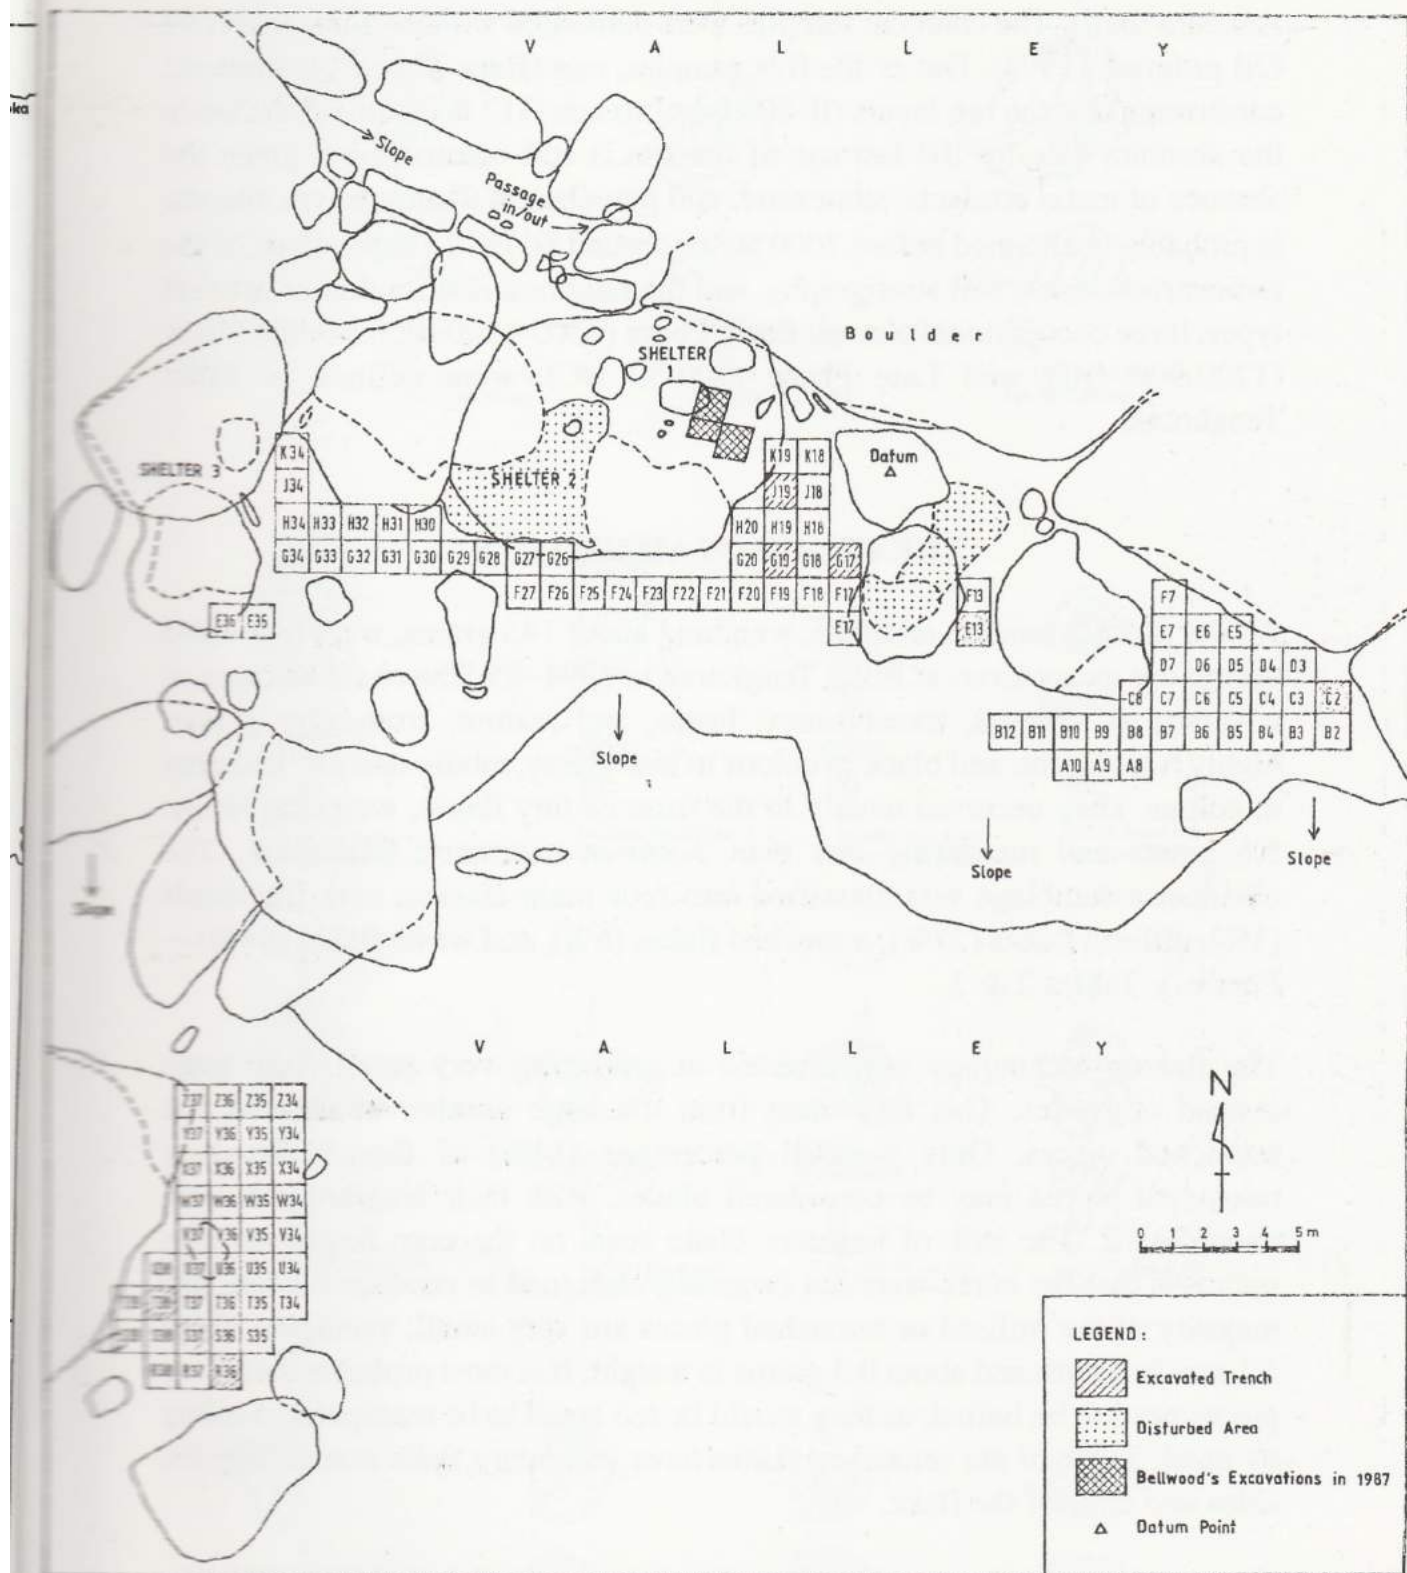 V A L L E Y
oka
Slope
Passage in/out
Boulder
SHELTER
SHELTER 3
SHELTER 2
Datum
K34 K19 K18
J34 J19 J18
H34 H33 H32 H31 H30 H20 H19 H18
G34 G33 G32 G31 G30 G29 G28 G27 G26 G20 G19 G18 G17
F27 F26 F25 F24 F23 F22 F21 F20 F19 F18 F17 F13 F7
E36 E35 E17 E13 E7 E6 E5
D7 D6 D5 D4 D3
C8 C7 C6 C5 C4 C3 C2
B12 B11 B10 B9 B8 B7 B6 B5 B4 B3 B2
A10 A9 A8
Slope
Slope
Slope
Slope
V A L L E Y
Z37 Z36 Z35 Z34
Y37 Y36 Y35 Y34
X37 X36 X35 X34
W37 W36 W35 W34
V37 V36 V35 V34
U38 U37 U36 U35 U34
T38 T37 T36 T35 T34
S38 S37 S36 S35
R38 R37 R36
N
0 1 2 3 4 5 m
LEGEND :
Excavated Trench
Disturbed Area
Bellwood's Excavations in 1987
Datum Point